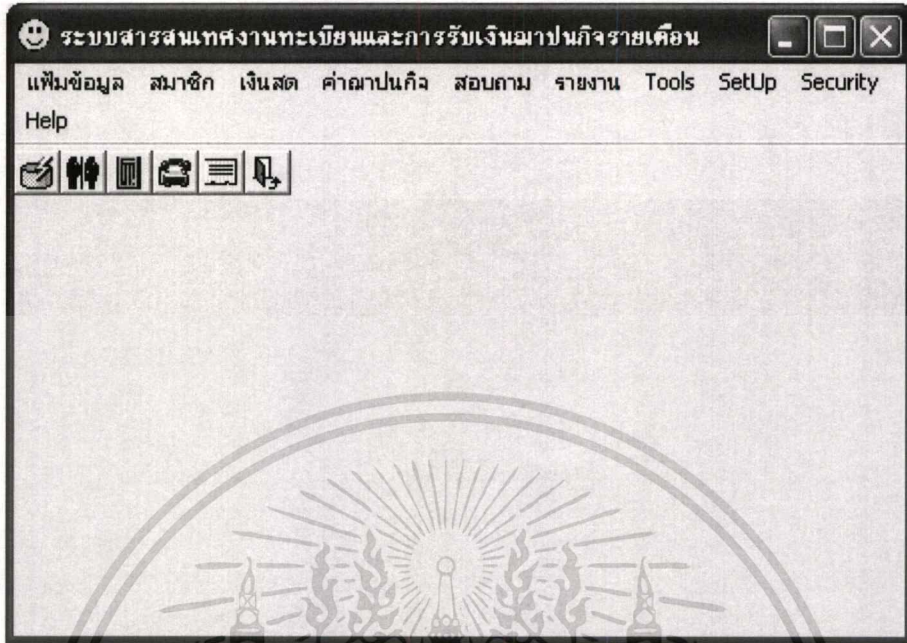 ระบบสารสนเทศงานทะเบียนและการรับเงินฌาปนกิจรายเดือน
แฟ้มข้อมูล สมาชิก เงินสด ค่าฌาปนกิจ สอบถาม รายงาน Tools SetUp Security
Help